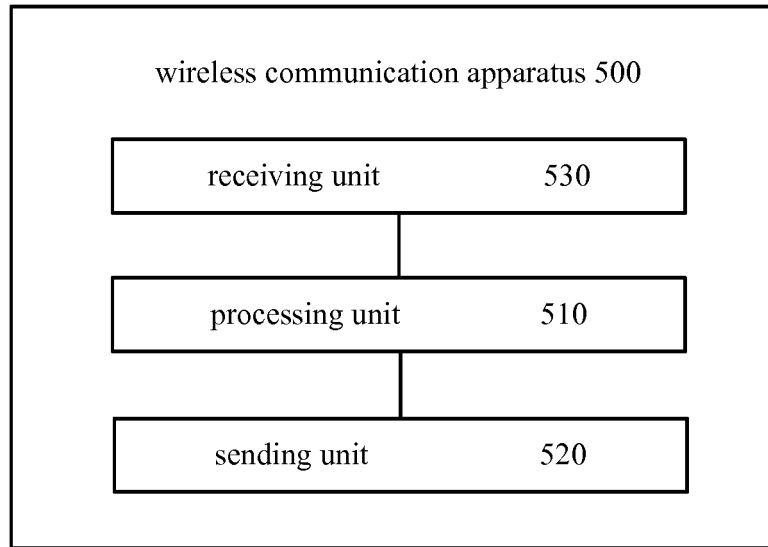 wireless communication apparatus 500
receiving unit 530
processing unit 510
sending unit 520